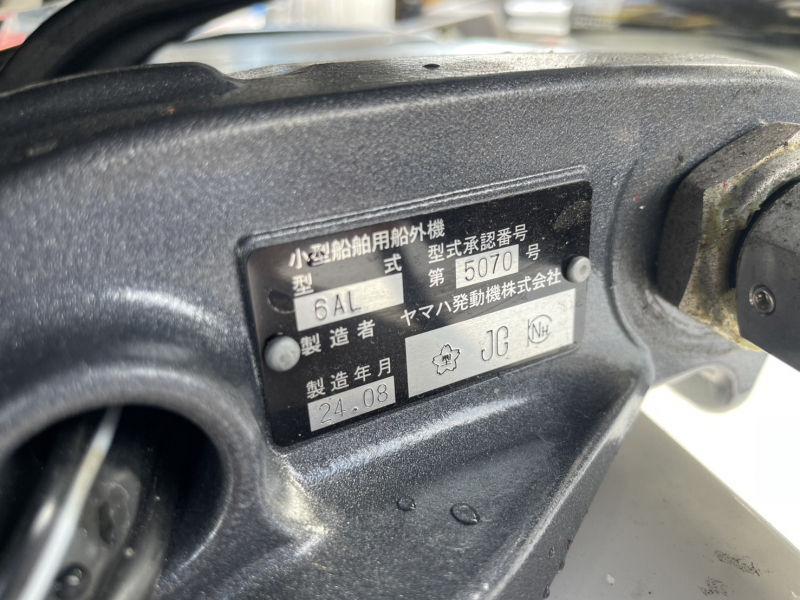 小型船舶用船外機
型式 型式承認番号
6AL 第 5070 号
製造者 ヤマハ発動機株式会社
製造年月 JG NK
24.08